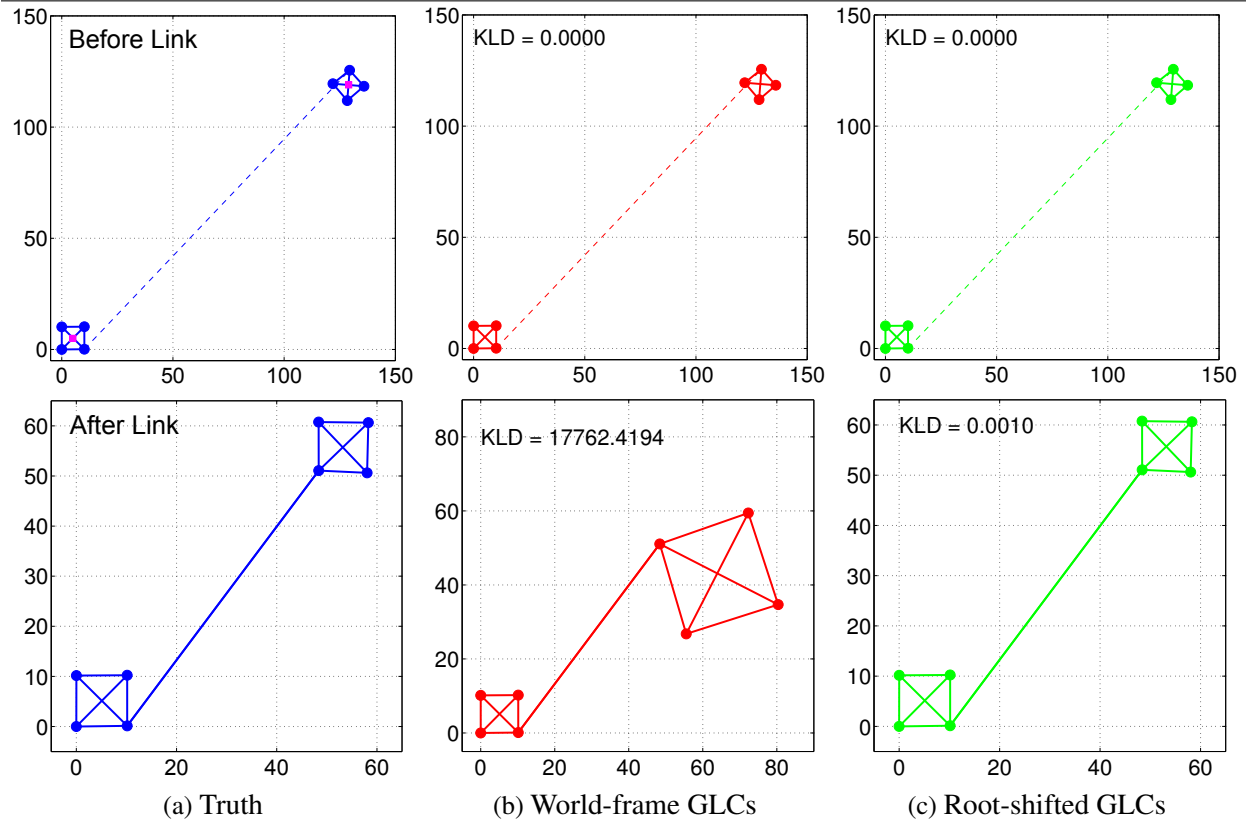 150
100
50
0
0 50 100 150
Before Link
150
100
50
0
0 50 100 150
KLD = 0.0000
150
100
50
0
0 50 100 150
KLD = 0.0000
60
50
40
30
20
10
0
0 20 40 60
After Link
80
60
40
20
0
0 20 40 60 80
KLD = 17762.4194
60
50
40
30
20
10
0
0 20 40 60
KLD = 0.0010
(a) Truth
(b) World-frame GLCs
(c) Root-shifted GLCs